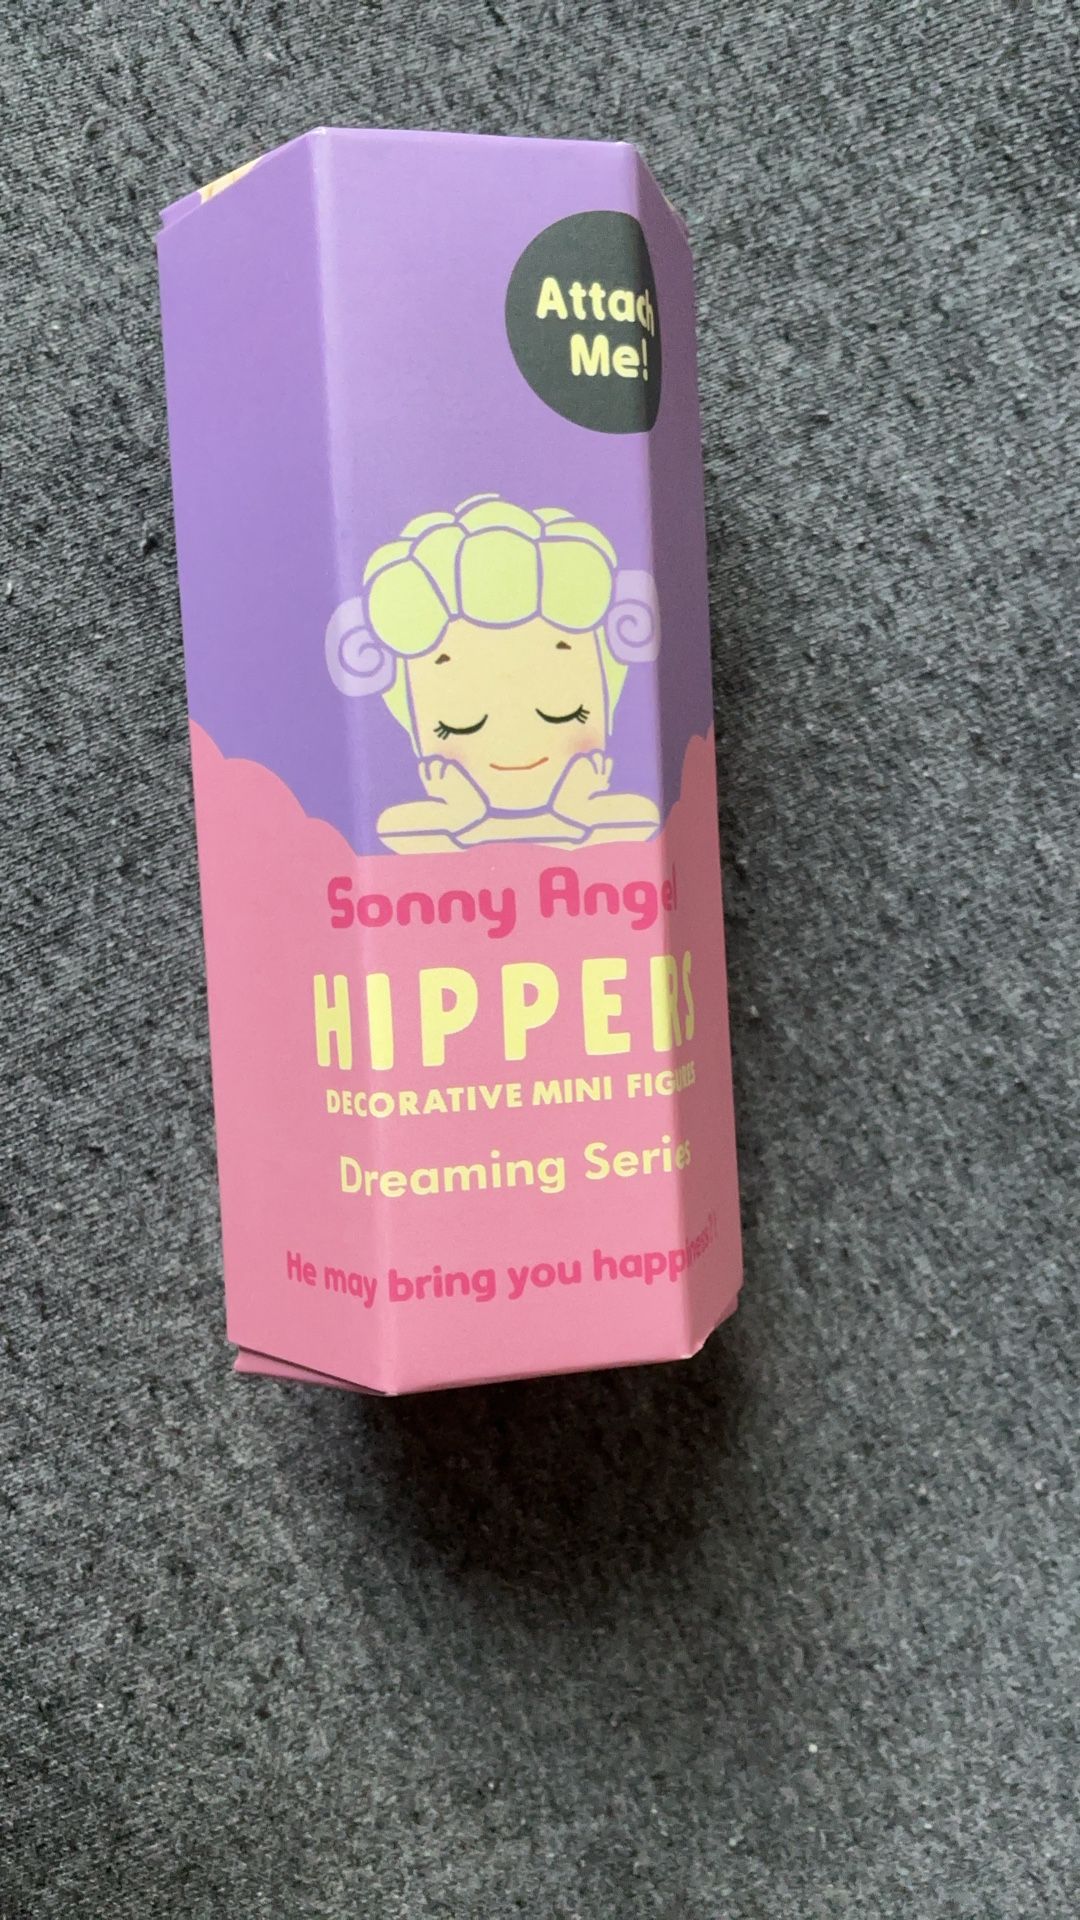 Attach
Me!
Sonny Angel
HIPPERS
DECORATIVE MINI FIGURES
Dreaming Series
He may bring you happiness!!